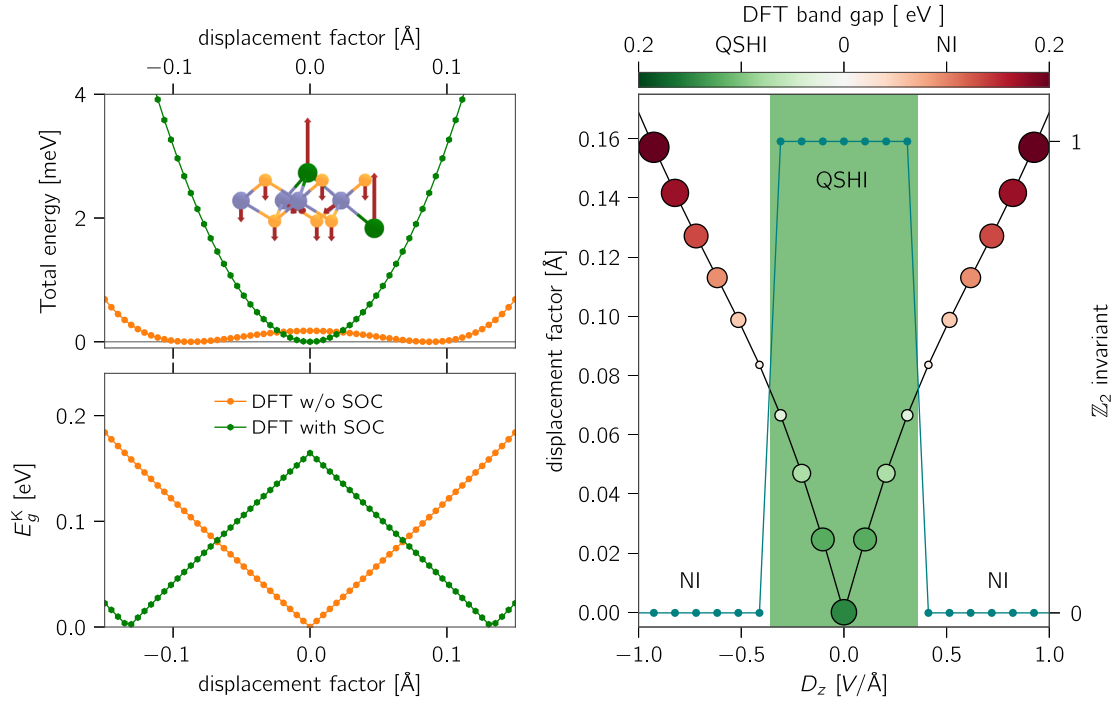 displacement factor [Å]
−0.1 0.0 0.1
Total energy [meV]
4
2
0
DFT w/o SOC
DFT with SOC
E_g^K [eV]
0.2
0.1
0.0
−0.1 0.0 0.1
displacement factor [Å]
DFT band gap [ eV ]
0.2 QSHI 0 NI 0.2
displacement factor [Å]
0.16
0.14
0.12
0.10
0.08
0.06
0.04
0.02
0.00
QSHI
NI
NI
1
0
ℤ₂ invariant
−1.0 −0.5 0.0 0.5 1.0
D_z [V/Å]